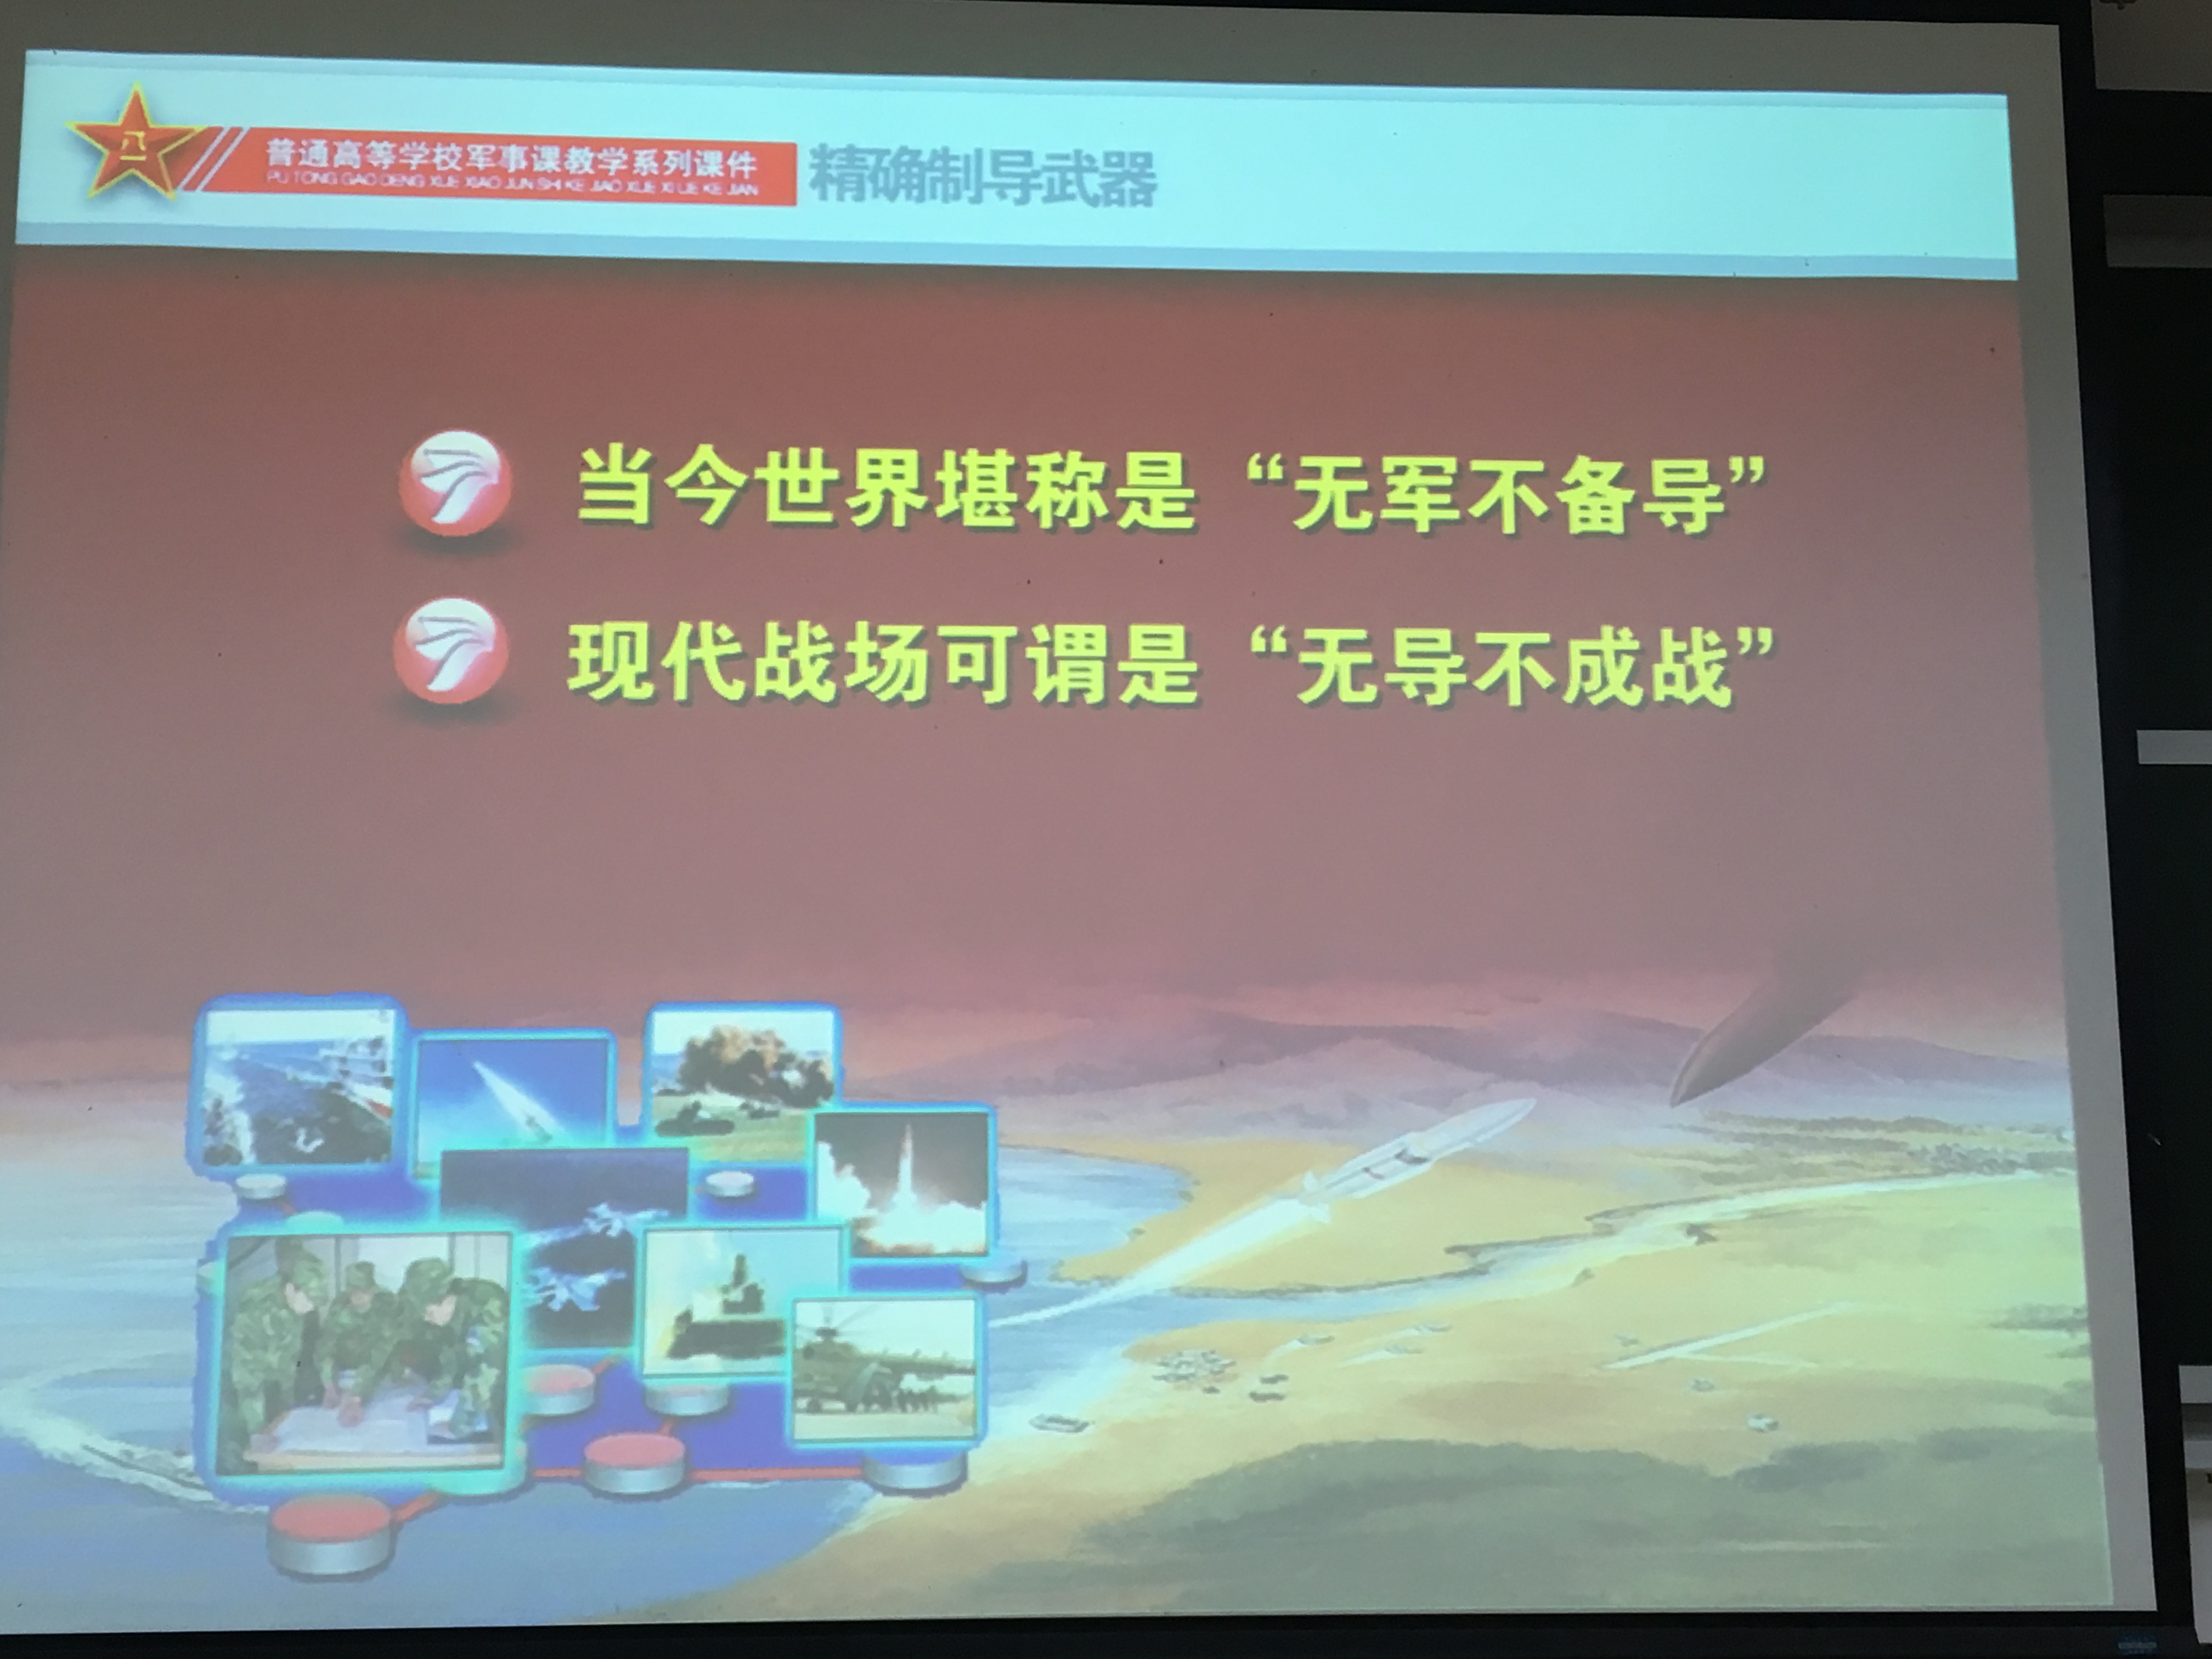 八一
普通高等学校军事课教学系列课件
PU TONG GAO DENG XUE XIAO JUN SHI KE JIAO XUE XI LIE KE JIAN
精确制导武器
当今世界堪称是“无军不备导”
现代战场可谓是“无导不成战”